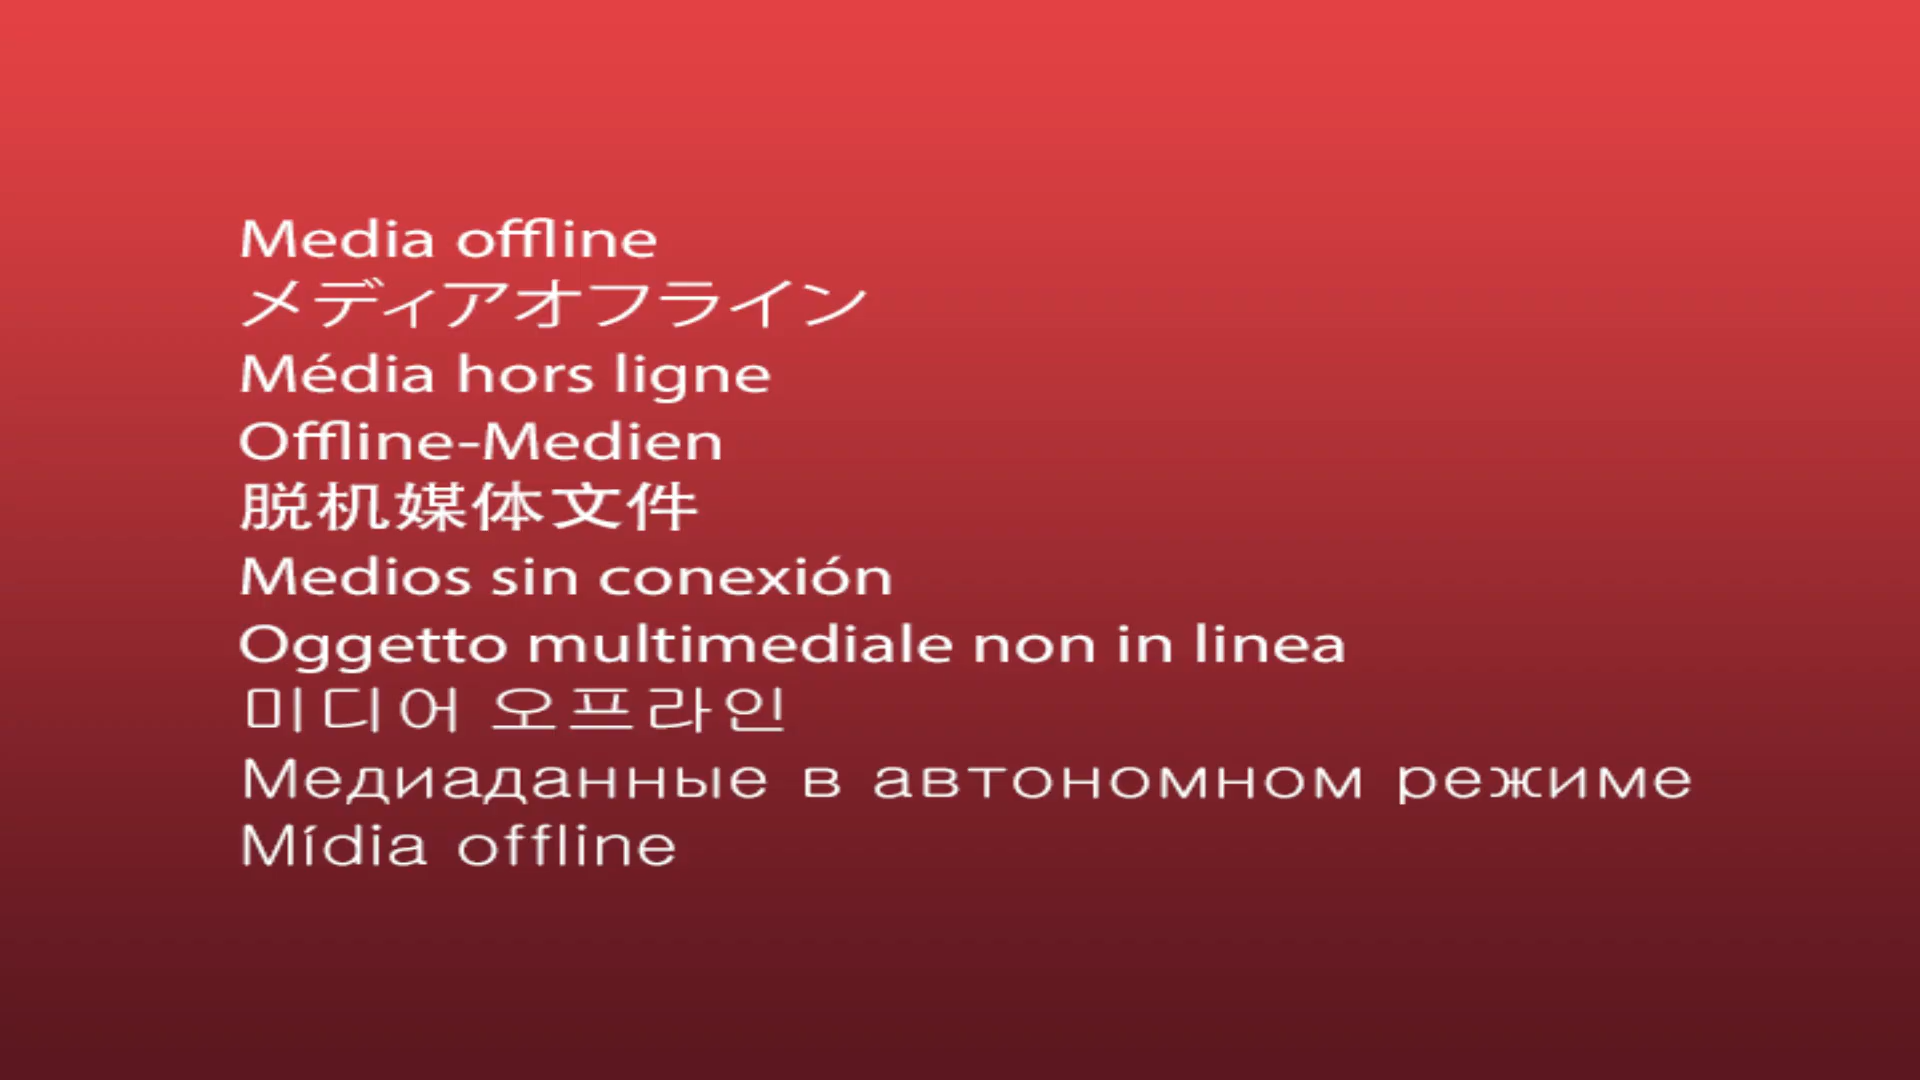 Media offline
メディアオフライン
Média hors ligne
Offline-Medien
脱机媒体文件
Medios sin conexión
Oggetto multimediale non in linea
미디어 오프라인
Медиаданные в автономном режиме
Mídia offline